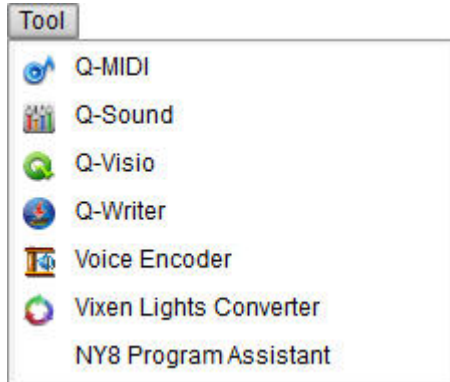 Tool
Q-MIDI
Q-Sound
Q-Visio
Q-Writer
Voice Encoder
Vixen Lights Converter
NY8 Program Assistant